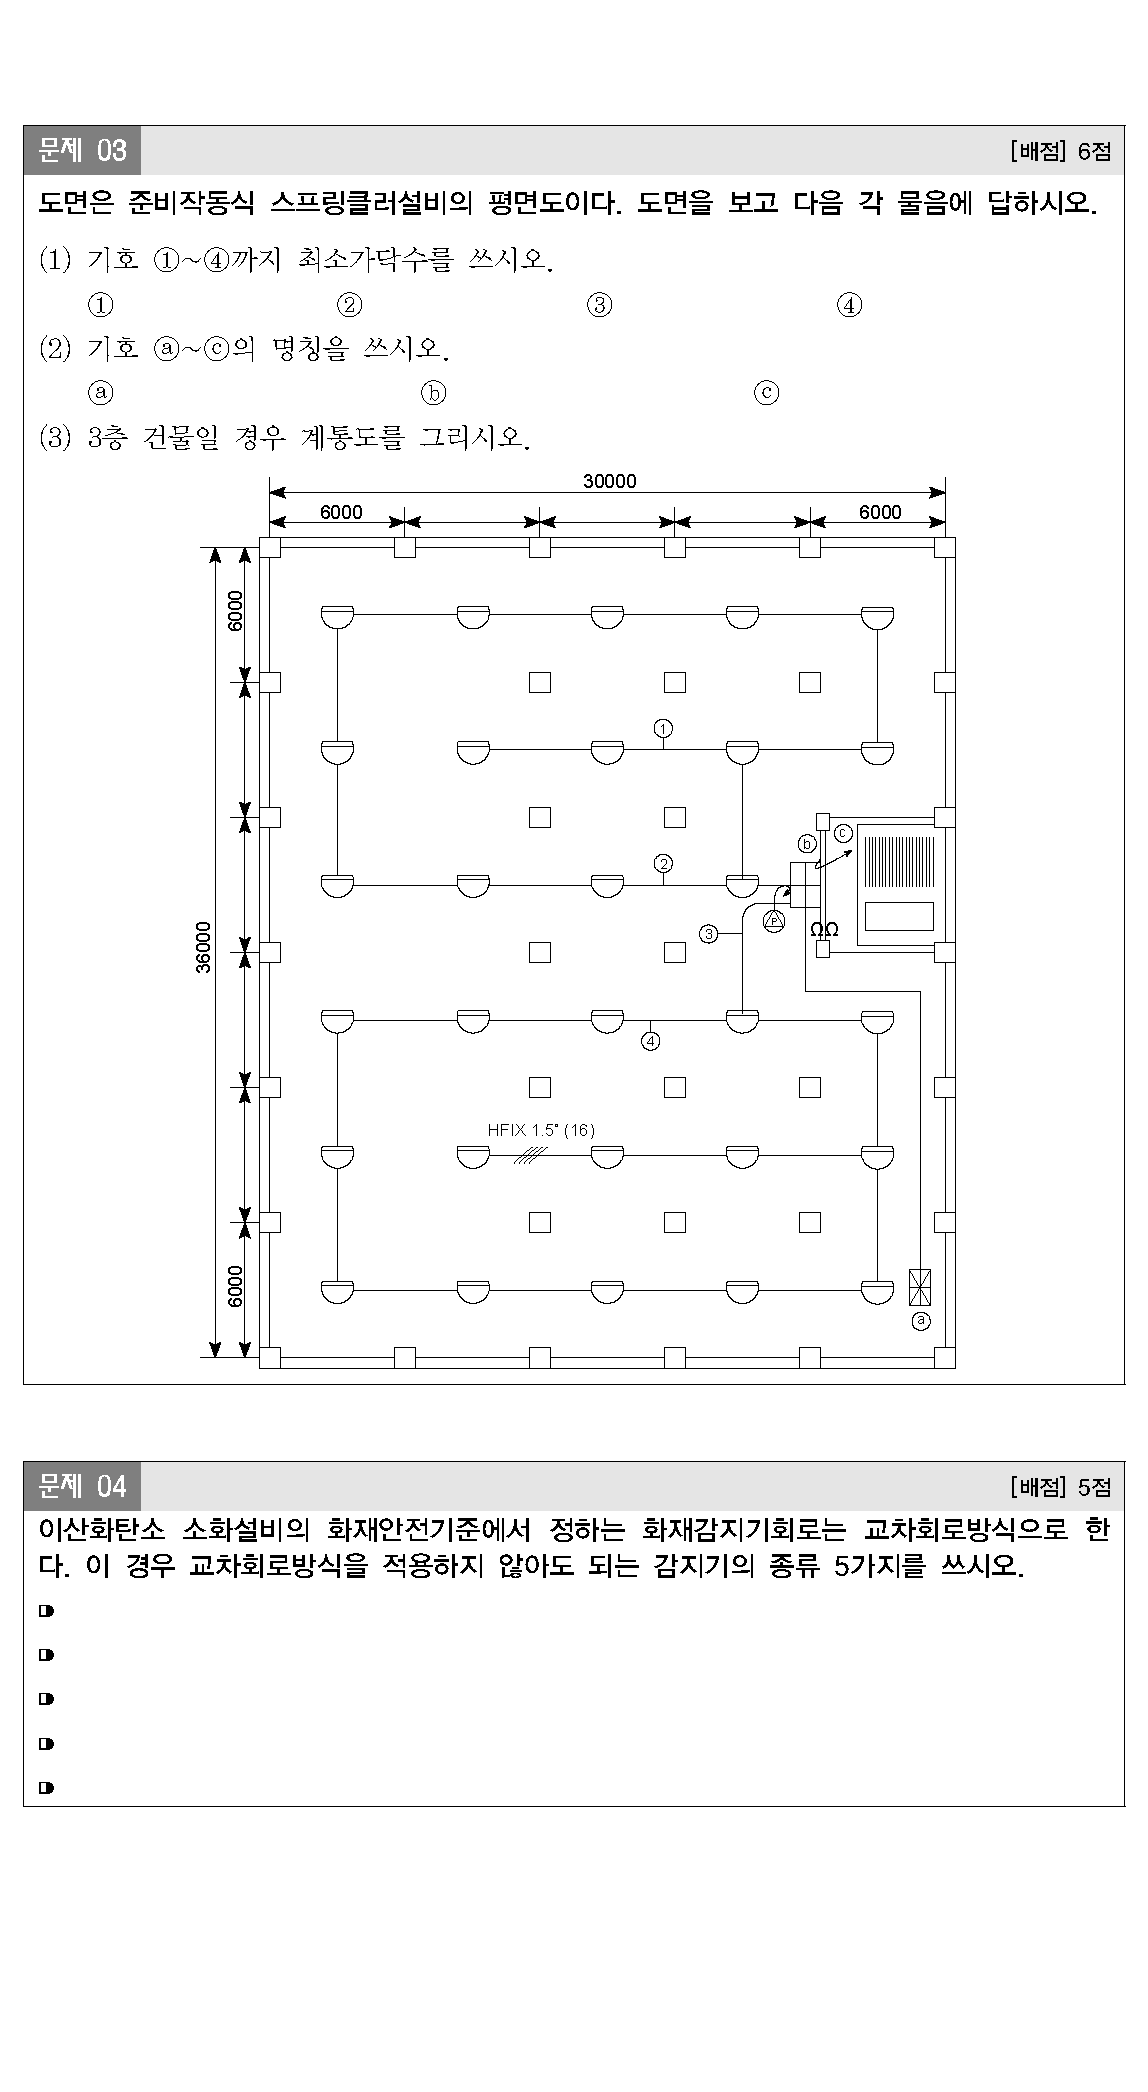 문제 03
[배점] 6점
도면은 준비작동식 스프링클러설비의 평면도이다. 도면을 보고 다음 각 물음에 답하시오.
(1) 기호 ①~④까지 최소가닥수를 쓰시오.
① ② ③ ④
(2) 기호 ⓐ~ⓒ의 명칭을 쓰시오.
ⓐ ⓑ ⓒ
(3) 3층 건물일 경우 계통도를 그리시오.
30000
6000 6000
6000
①
ⓑ ⓒ
②
P
③
ΩΩ
36000
④
HFIX 1.5° (16)
6000
ⓐ
문제 04
[배점] 5점
이산화탄소 소화설비의 화재안전기준에서 정하는 화재감지기회로는 교차회로방식으로 한
다. 이 경우 교차회로방식을 적용하지 않아도 되는 감지기의 종류 5가지를 쓰시오.